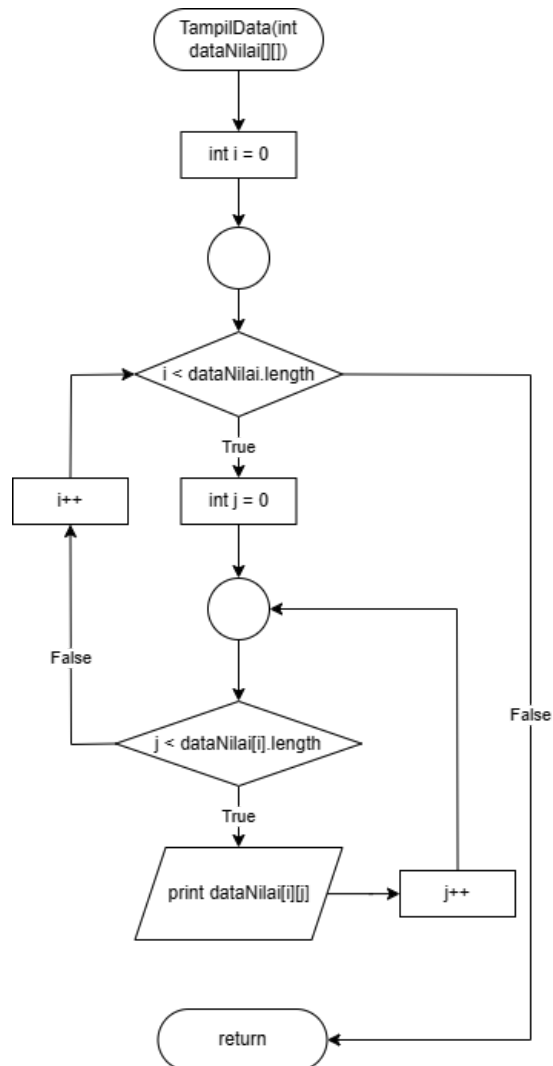 TampilData(int
dataNilai[][])
int i = 0
i < dataNilai.length
True
i++
int j = 0
False
False
j < dataNilai[i].length
True
print dataNilai[i][j]
j++
return